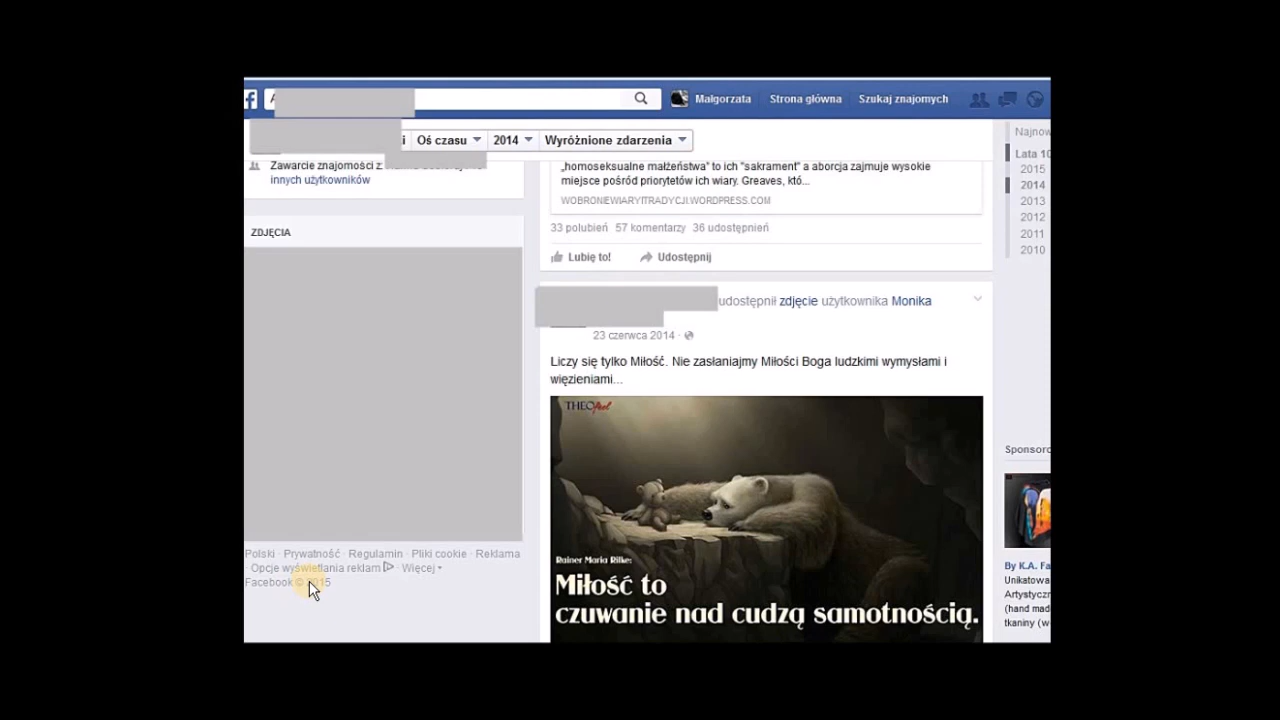 Małgorzata
Strona główna
Szukaj znajomych
Oś czasu
2014
Wyróżnione zdarzenia
Zawarcie znajomości z:
innych użytkowników
ZDJĘCIA
Polski · Prywatność · Regulamin · Pliki cookie · Reklama
· Opcje wyświetlania reklam · Więcej
Facebook © 2015
„homoseksualne małżeństwa" to ich "sakrament" a aborcja zajmuje wysokie
miejsce pośród priorytetów ich wiary. Greaves, któ...
WOBRONIEWIARYITRADYCJI.WORDPRESS.COM
33 polubień 57 komentarzy 36 udostępnień
Lubię to! Udostępnij
udostępnił zdjęcie użytkownika Monika
23 czerwca 2014 ·
Liczy się tylko Miłość. Nie zasłaniajmy Miłości Boga ludzkimi wymysłami i
więzieniami...
THEOfeel
Rainer Maria Rilke:
Miłość to
czuwanie nad cudzą samotnością.
Najnow
Lata 10
2015
2014
2013
2012
2011
2010
Sponsoro
By K.A. Fa
Unikatowa
Artystyczn
(hand mad
tkaniny (w